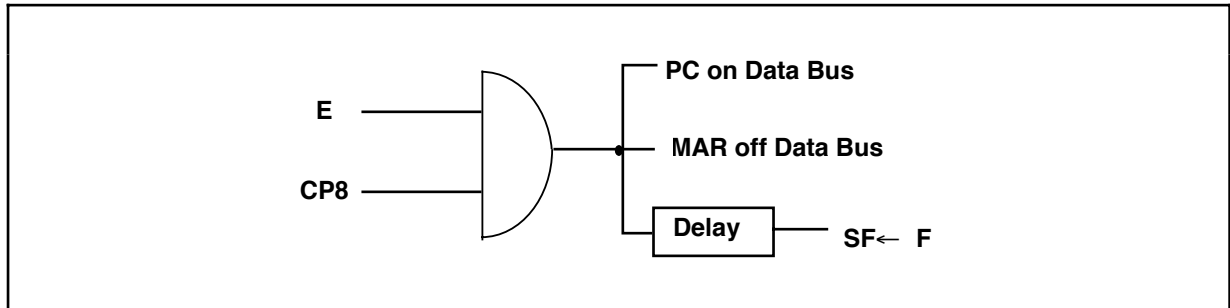 PC on Data Bus
E
MAR off Data Bus
CP8
Delay
SF← F